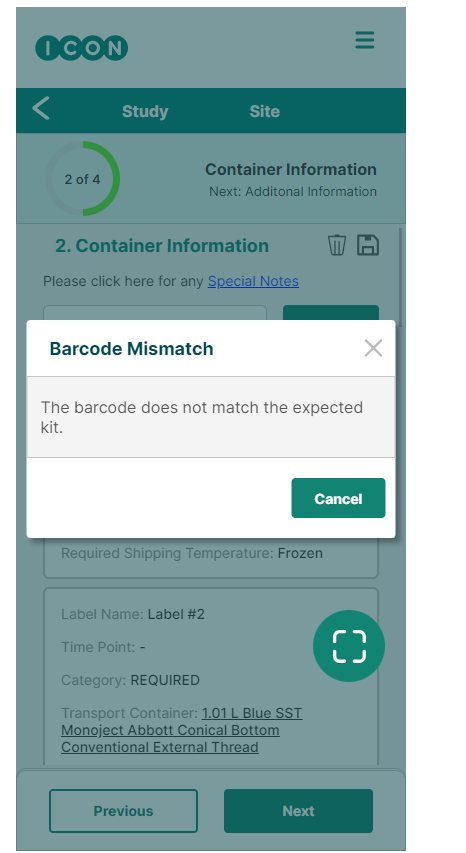 ICON
Study Site
2 of 4
Container Information
Next: Additonal Information
2. Container Information
Please click here for any Special Notes
Barcode Mismatch
The barcode does not match the expected
kit.
Cancel
Required Shipping Temperature: Frozen
Label Name: Label #2
Time Point: -
Category: REQUIRED
Transport Container: 1.01 L Blue SST
Monoject Abbott Conical Bottom
Conventional External Thread
Previous Next